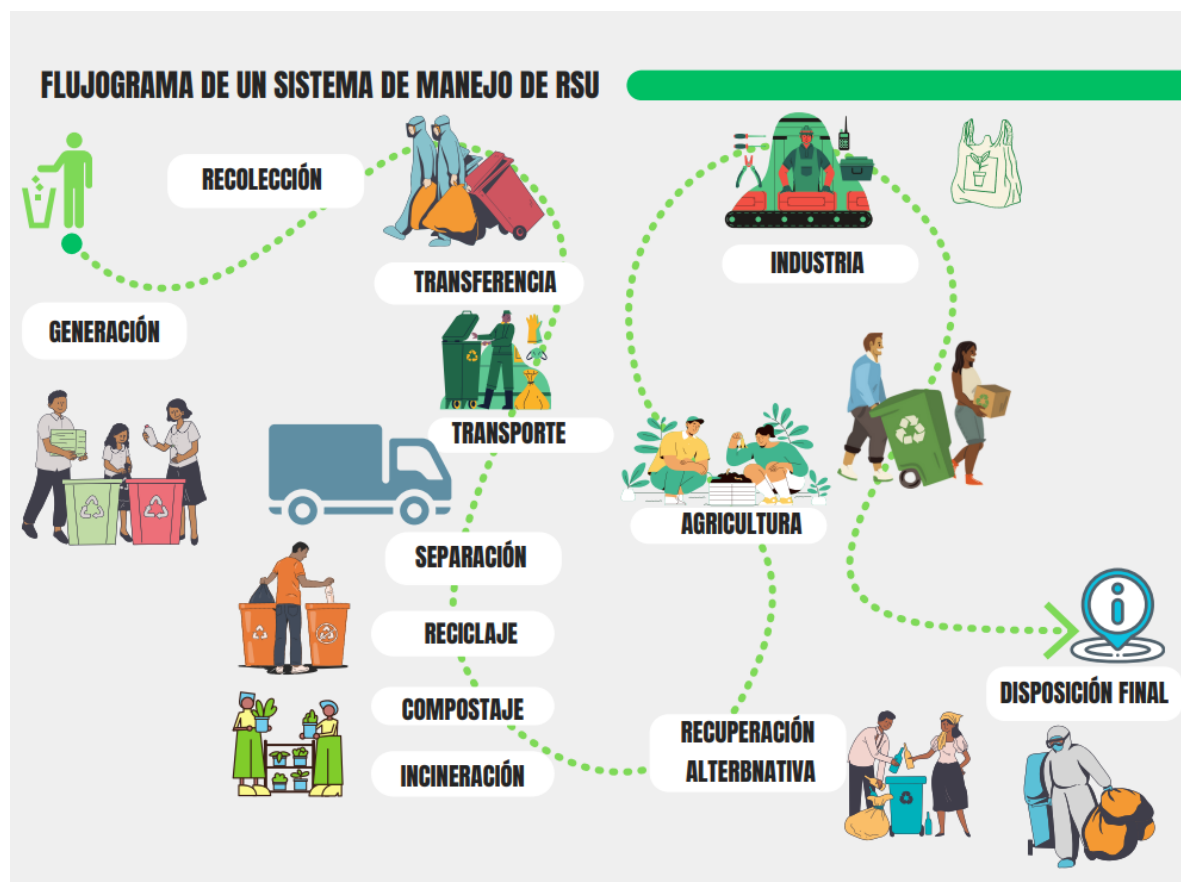 FLUJOGRAMA DE UN SISTEMA DE MANEJO DE RSU
GENERACIÓN
RECOLECCIÓN
TRANSFERENCIA
TRANSPORTE
SEPARACIÓN
RECICLAJE
COMPOSTAJE
INCINERACIÓN
RECUPERACIÓN
ALTERBNATIVA
AGRICULTURA
INDUSTRIA
DISPOSICIÓN FINAL